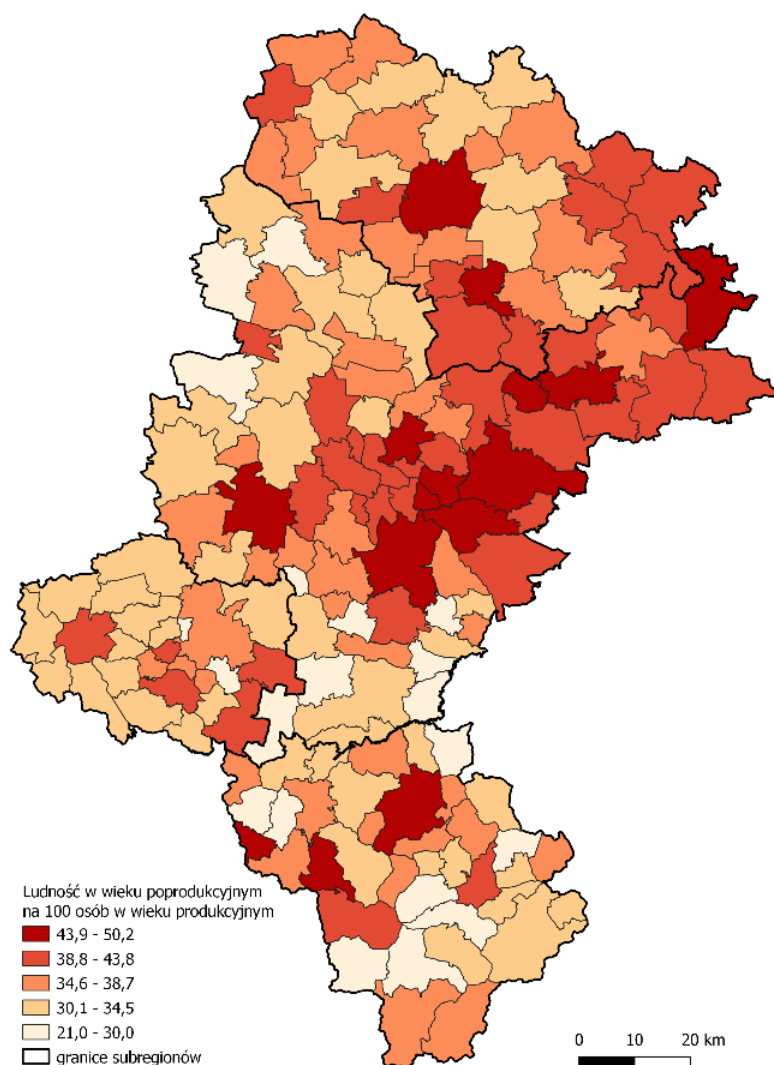 Ludność w wieku poprodukcyjnym
na 100 osób w wieku produkcyjnym
43,9 - 50,2
38,8 - 43,8
34,6 - 38,7
30,1 - 34,5
21,0 - 30,0
granice subregionów
0 10 20 km